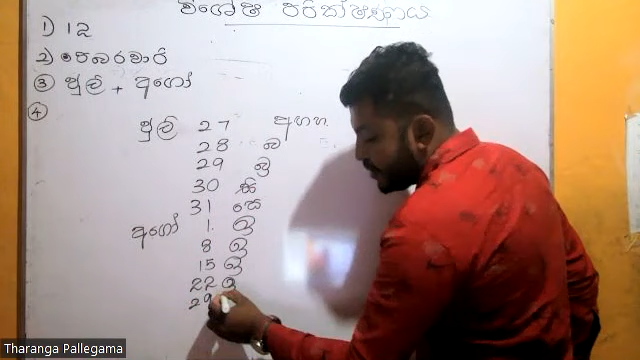 විශේෂ පරීක්ෂණය
1) 12
2) පෙබරවාරි
③ ජූලි + අගෝ
④
ජූලි 27 අඟහ
28 බ
29 බ්‍ර
30 සි
31 සෙ
අගෝ 1. ඉ
8 ඉ
15 ඉ
22 ඉ
29
Tharanga Pallegama